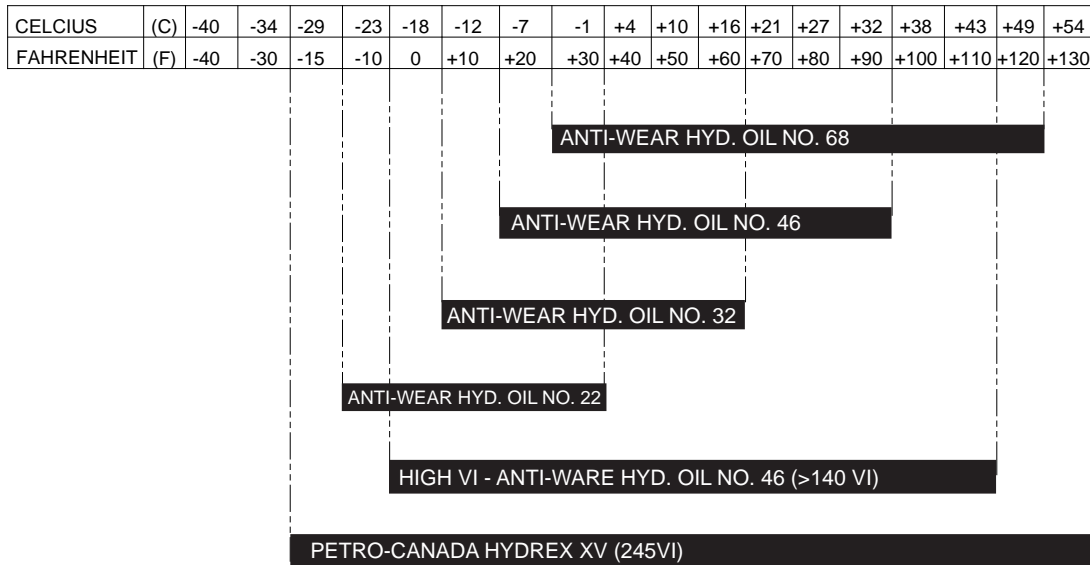 CELCIUS (C) -40 -34 -29 -23 -18 -12 -7 -1 +4 +10 +16 +21 +27 +32 +38 +43 +49 +54
FAHRENHEIT (F) -40 -30 -15 -10 0 +10 +20 +30 +40 +50 +60 +70 +80 +90 +100 +110 +120 +130
ANTI-WEAR HYD. OIL NO. 68
ANTI-WEAR HYD. OIL NO. 46
ANTI-WEAR HYD. OIL NO. 32
ANTI-WEAR HYD. OIL NO. 22
HIGH VI - ANTI-WARE HYD. OIL NO. 46 (>140 VI)
PETRO-CANADA HYDREX XV (245VI)